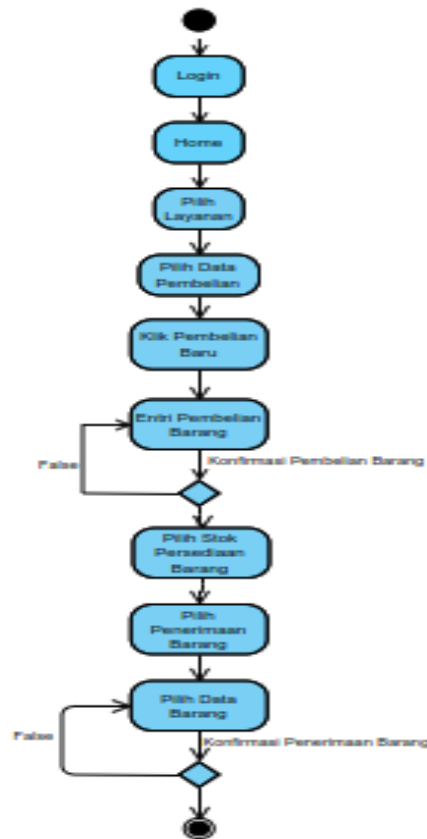 Login
Home
Pilih
Layanan
Pilih Data
Pembelian
Klik Pembelian
Baru
Entri Pembelian
Barang
False
Konfirmasi Pembelian Barang
Pilih Stok
Persediaan
Barang
Pilih
Penerimaan
Barang
Pilih Data
Barang
False
Konfirmasi Penerimaan Barang